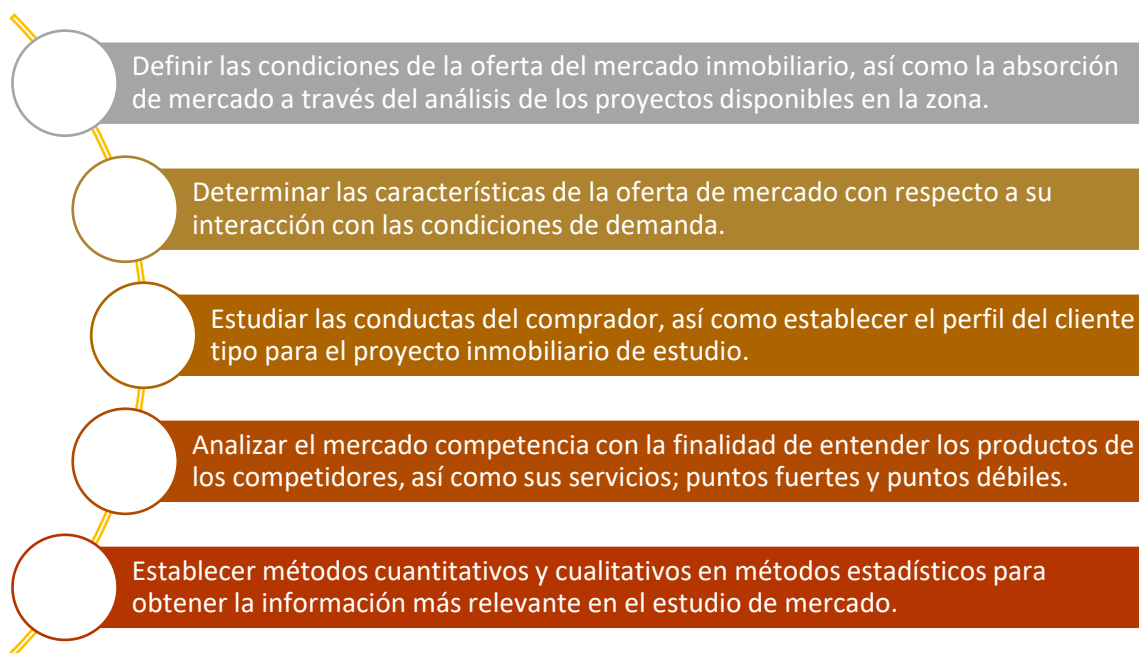 Definir las condiciones de la oferta del mercado inmobiliario, así como la absorción
de mercado a través del análisis de los proyectos disponibles en la zona.
Determinar las características de la oferta de mercado con respecto a su
interacción con las condiciones de demanda.
Estudiar las conductas del comprador, así como establecer el perfil del cliente
tipo para el proyecto inmobiliario de estudio.
Analizar el mercado competencia con la finalidad de entender los productos de
los competidores, así como sus servicios; puntos fuertes y puntos débiles.
Establecer métodos cuantitativos y cualitativos en métodos estadísticos para
obtener la información más relevante en el estudio de mercado.